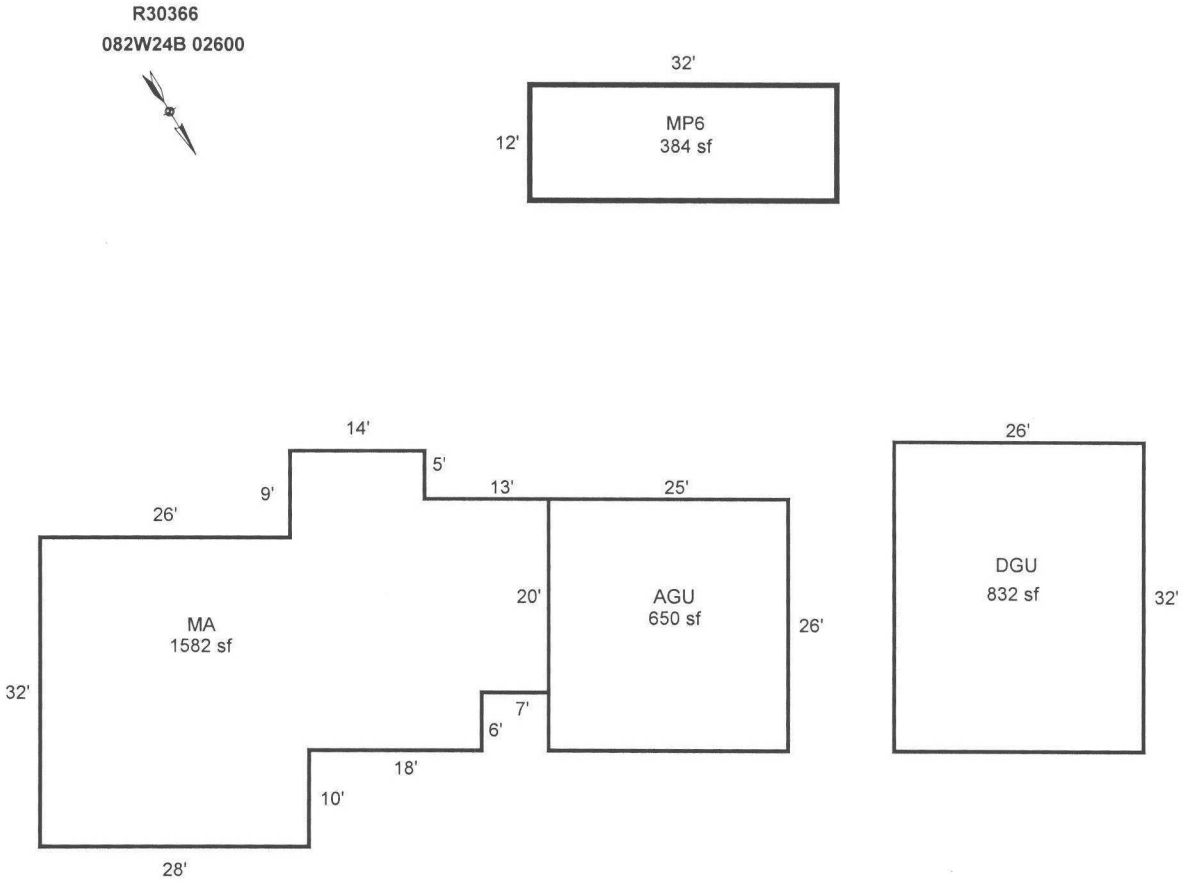 R30366
082W24B 02600
32'
12'
MP6
384 sf
14'
5'
9'
13'
25'
26'
26'
20'
MA
1582 sf
AGU
650 sf
26'
DGU
832 sf
32'
32'
7'
6'
18'
10'
28'